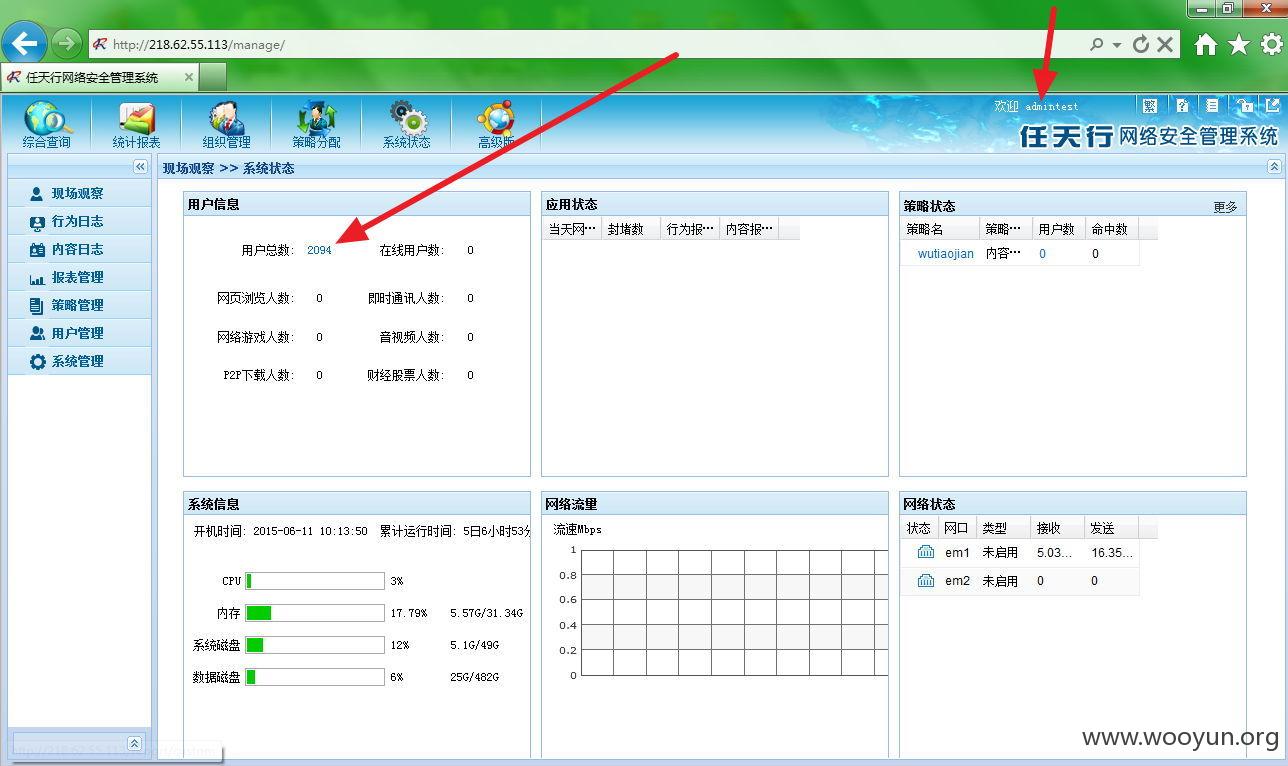 http://218.62.55.113/manage/
任天行网络安全管理系统
欢迎 admintest
综合查询 统计报表 组织管理 策略分配 系统状态 高级版
任天行网络安全管理系统
现场观察 >> 系统状态
现场观察
行为日志
内容日志
报表管理
策略管理
用户管理
系统管理
用户信息
用户总数: 2094 在线用户数: 0
网页浏览人数: 0 即时通讯人数: 0
网络游戏人数: 0 音视频人数: 0
P2P下载人数: 0 财经股票人数: 0
应用状态
当天网… 封堵数 行为报… 内容报…
策略状态 更多
策略名 策略… 用户数 命中数
wutiaojian 内容… 0 0
系统信息
开机时间: 2015-06-11 10:13:50 累计运行时间: 5日6小时53分
CPU 3%
内存 17.79% 5.57G/31.34G
系统磁盘 12% 5.1G/49G
数据磁盘 6% 25G/482G
网络流量
流速Mbps
1
0.8
0.6
0.4
0.2
0
网络状态
状态 网口 类型 接收 发送
em1 未启用 5.03... 16.35...
em2 未启用 0 0
www.wooyun.org